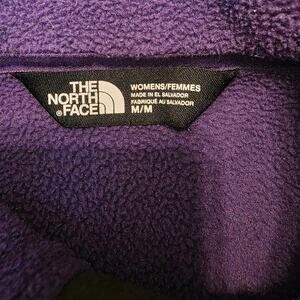 THE
NORTH
®FACE
WOMENS/FEMMES
MADE IN EL SALVADOR
FABRIQUÉ AU SALVADOR
M/M